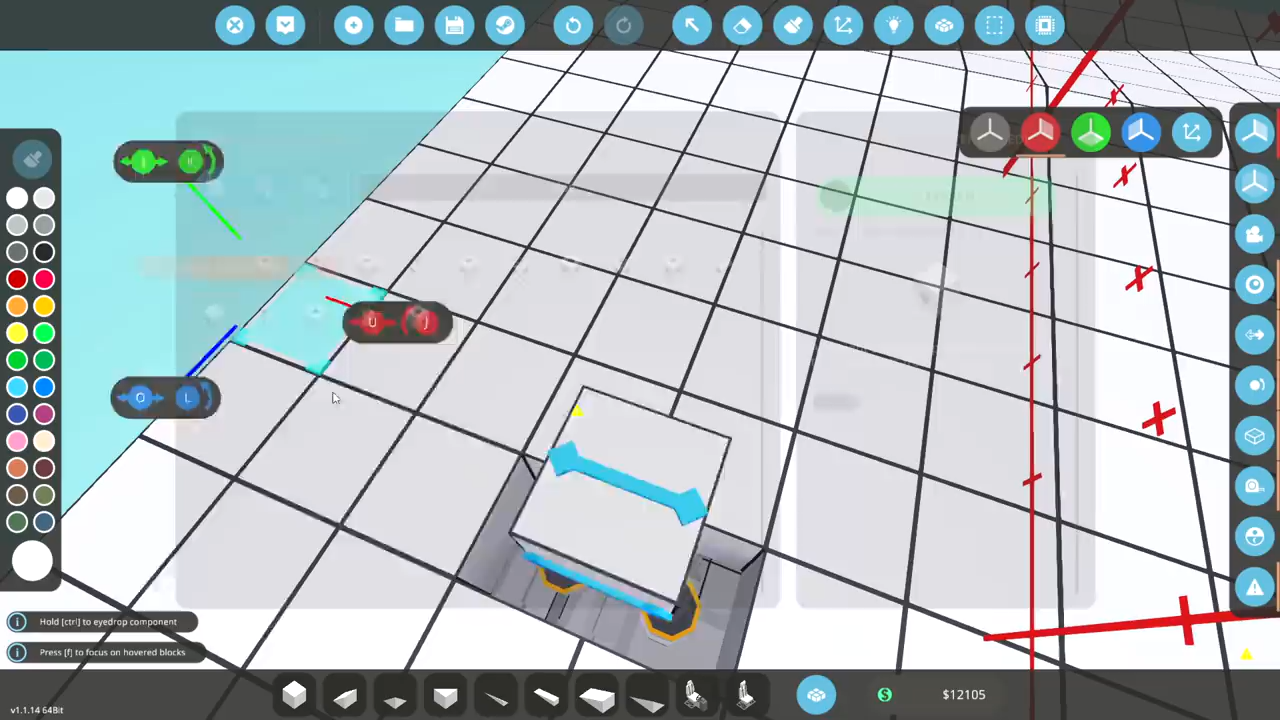 I K
U J
O L
Hold [ctrl] to eyedrop component
Press [f] to focus on hovered blocks
$12105
v1.1.14 64Bit